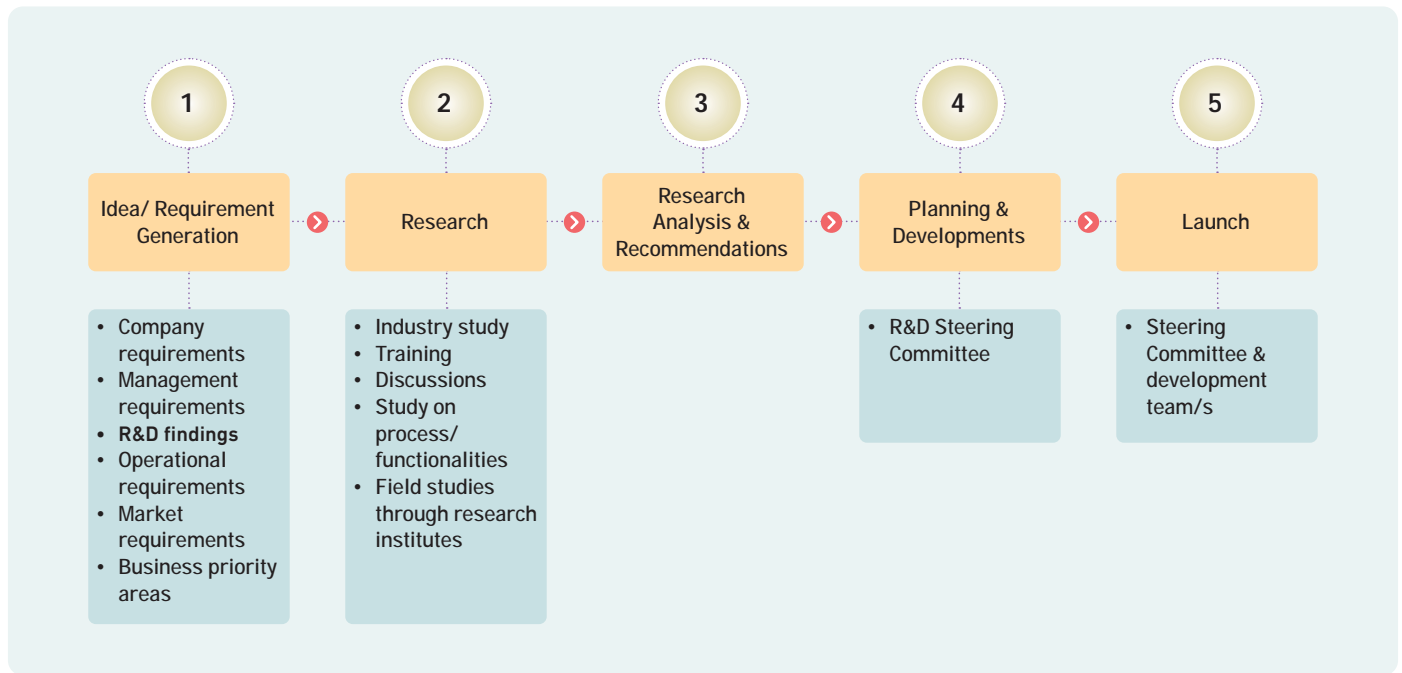 1
2
3
4
5
Idea/ Requirement
Generation
Research
Research
Analysis &
Recommendations
Planning &
Developments
Launch
• Company
requirements
• Management
requirements
• R&D findings
• Operational
requirements
• Market
requirements
• Business priority
areas
• Industry study
• Training
• Discussions
• Study on
process/
functionalities
• Field studies
through research
institutes
• R&D Steering
Committee
• Steering
Committee &
development
team/s